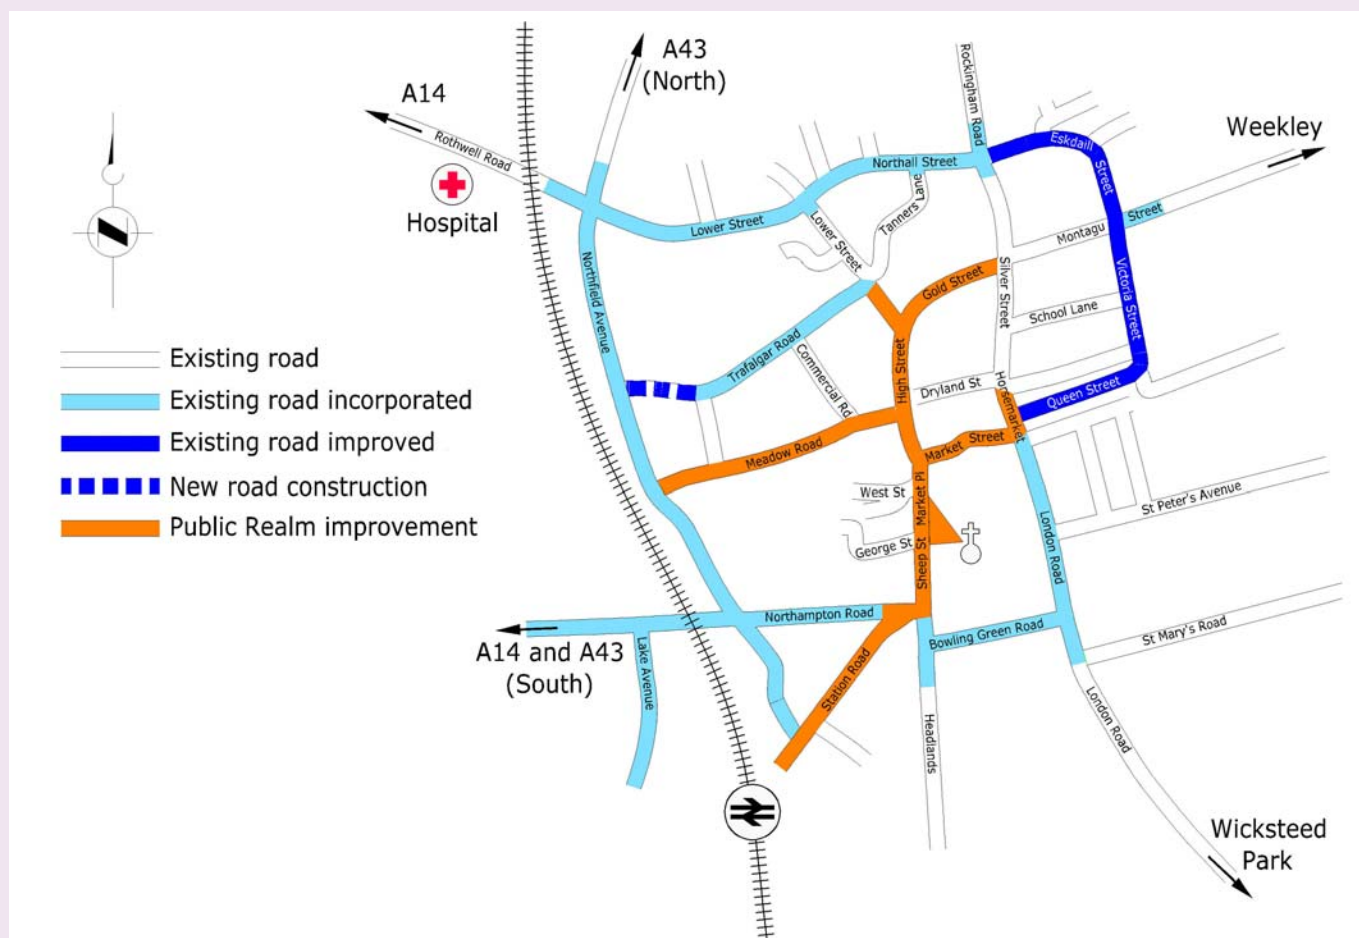 A43
(North)
A14
Rothwell Road
Hospital
Rockingham Road
Weekley
Eskdaill
Street
Northall Street
Tanners Lane
Lower Street
Lower Street
Montagu
Street
Silver Street
Gold Street
Victoria Street
School Lane
Northfield Avenue
Trafalgar Road
Commercial Rd
High Street
Dryland St
Horsemarket
Queen Street
Existing road
Existing road incorporated
Existing road improved
New road construction
Public Realm improvement
Meadow Road
Market
Street
West St
Market Pl
George St
Sheep St
London Road
St Peter's Avenue
Northampton Road
Bowling Green Road
St Mary's Road
A14 and A43
(South)
Lake Avenue
Station Road
Headlands
London Road
Wicksteed
Park